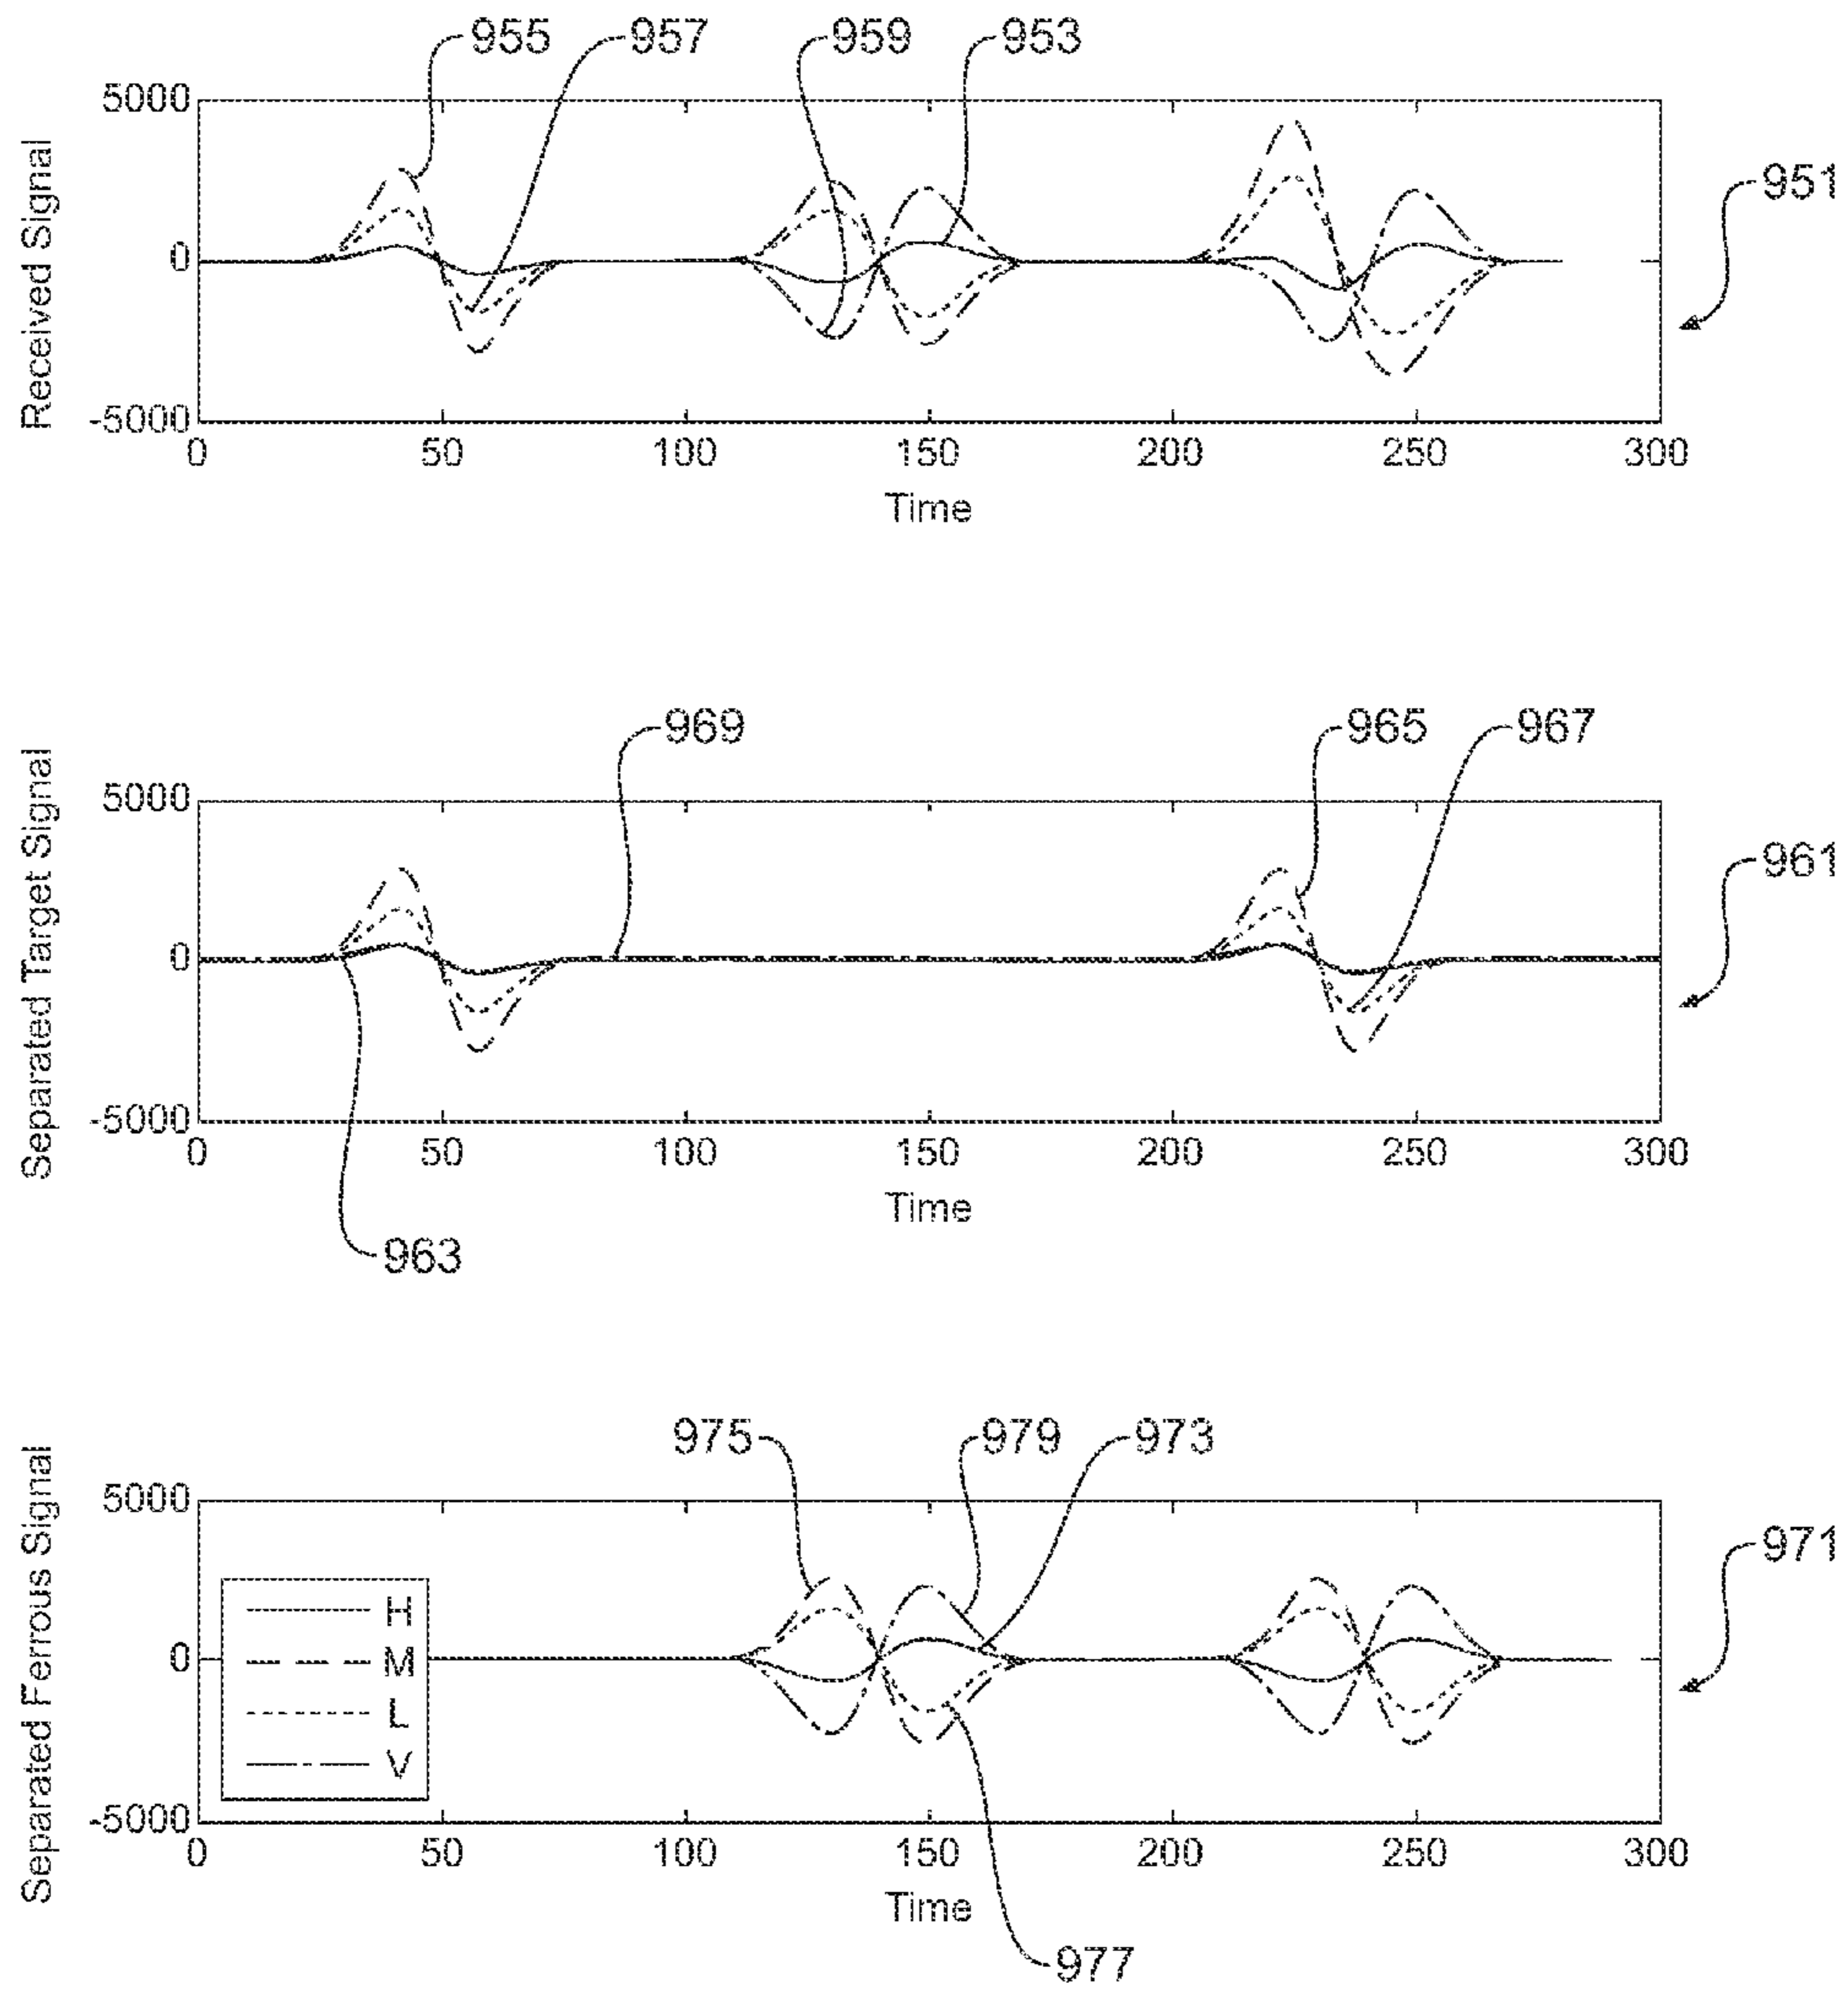 955 957 959 953
5000
0
-5000
Received Signal
951
0 50 100 150 200 250 300
Time
969 965 967
5000
0
-5000
Separated Target Signal
961
0 50 100 150 200 250 300
Time
963
975 979 973
5000
0
-5000
Separated Ferrous Signal
971
H
M
L
V
0 50 100 150 200 250 300
Time
977